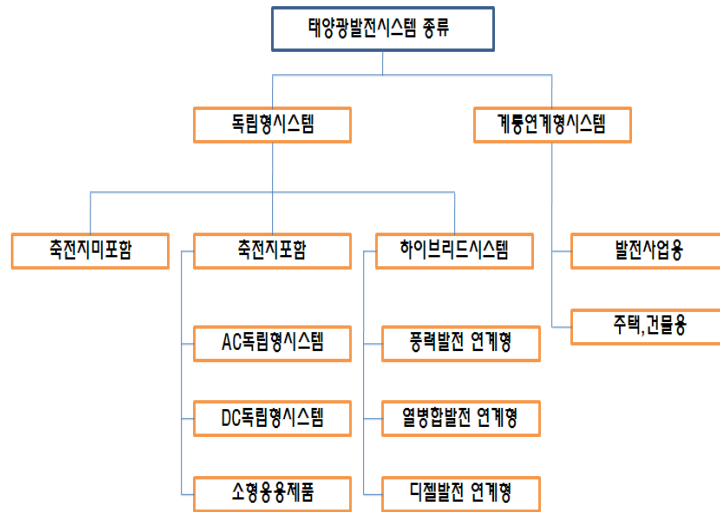 태양광발전시스템 종류
독립형시스템
계통연계형시스템
축전지미포함
축전지포함
하이브리드시스템
발전사업용
주택,건물용
AC독립형시스템
풍력발전 연계형
DC독립형시스템
열병합발전 연계형
소형응용제품
디젤발전 연계형